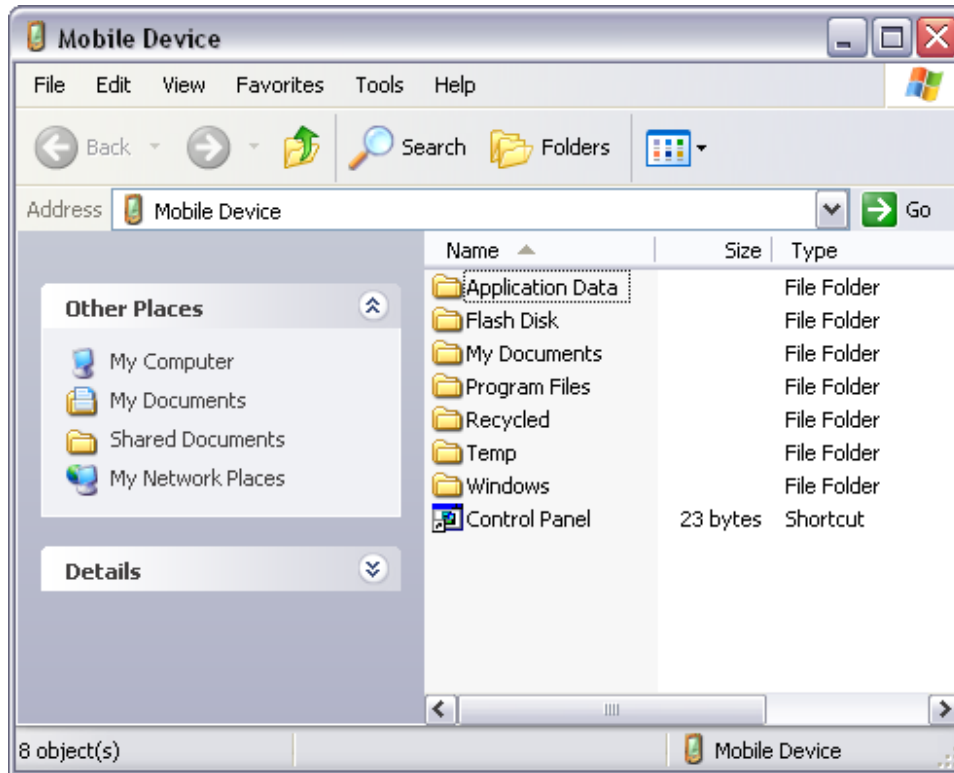 Mobile Device
File Edit View Favorites Tools Help
Back Search Folders
Address Mobile Device Go
Name Size Type
Other Places
My Computer
My Documents
Shared Documents
My Network Places
Details
Application Data File Folder
Flash Disk File Folder
My Documents File Folder
Program Files File Folder
Recycled File Folder
Temp File Folder
Windows File Folder
Control Panel 23 bytes Shortcut
8 object(s) Mobile Device